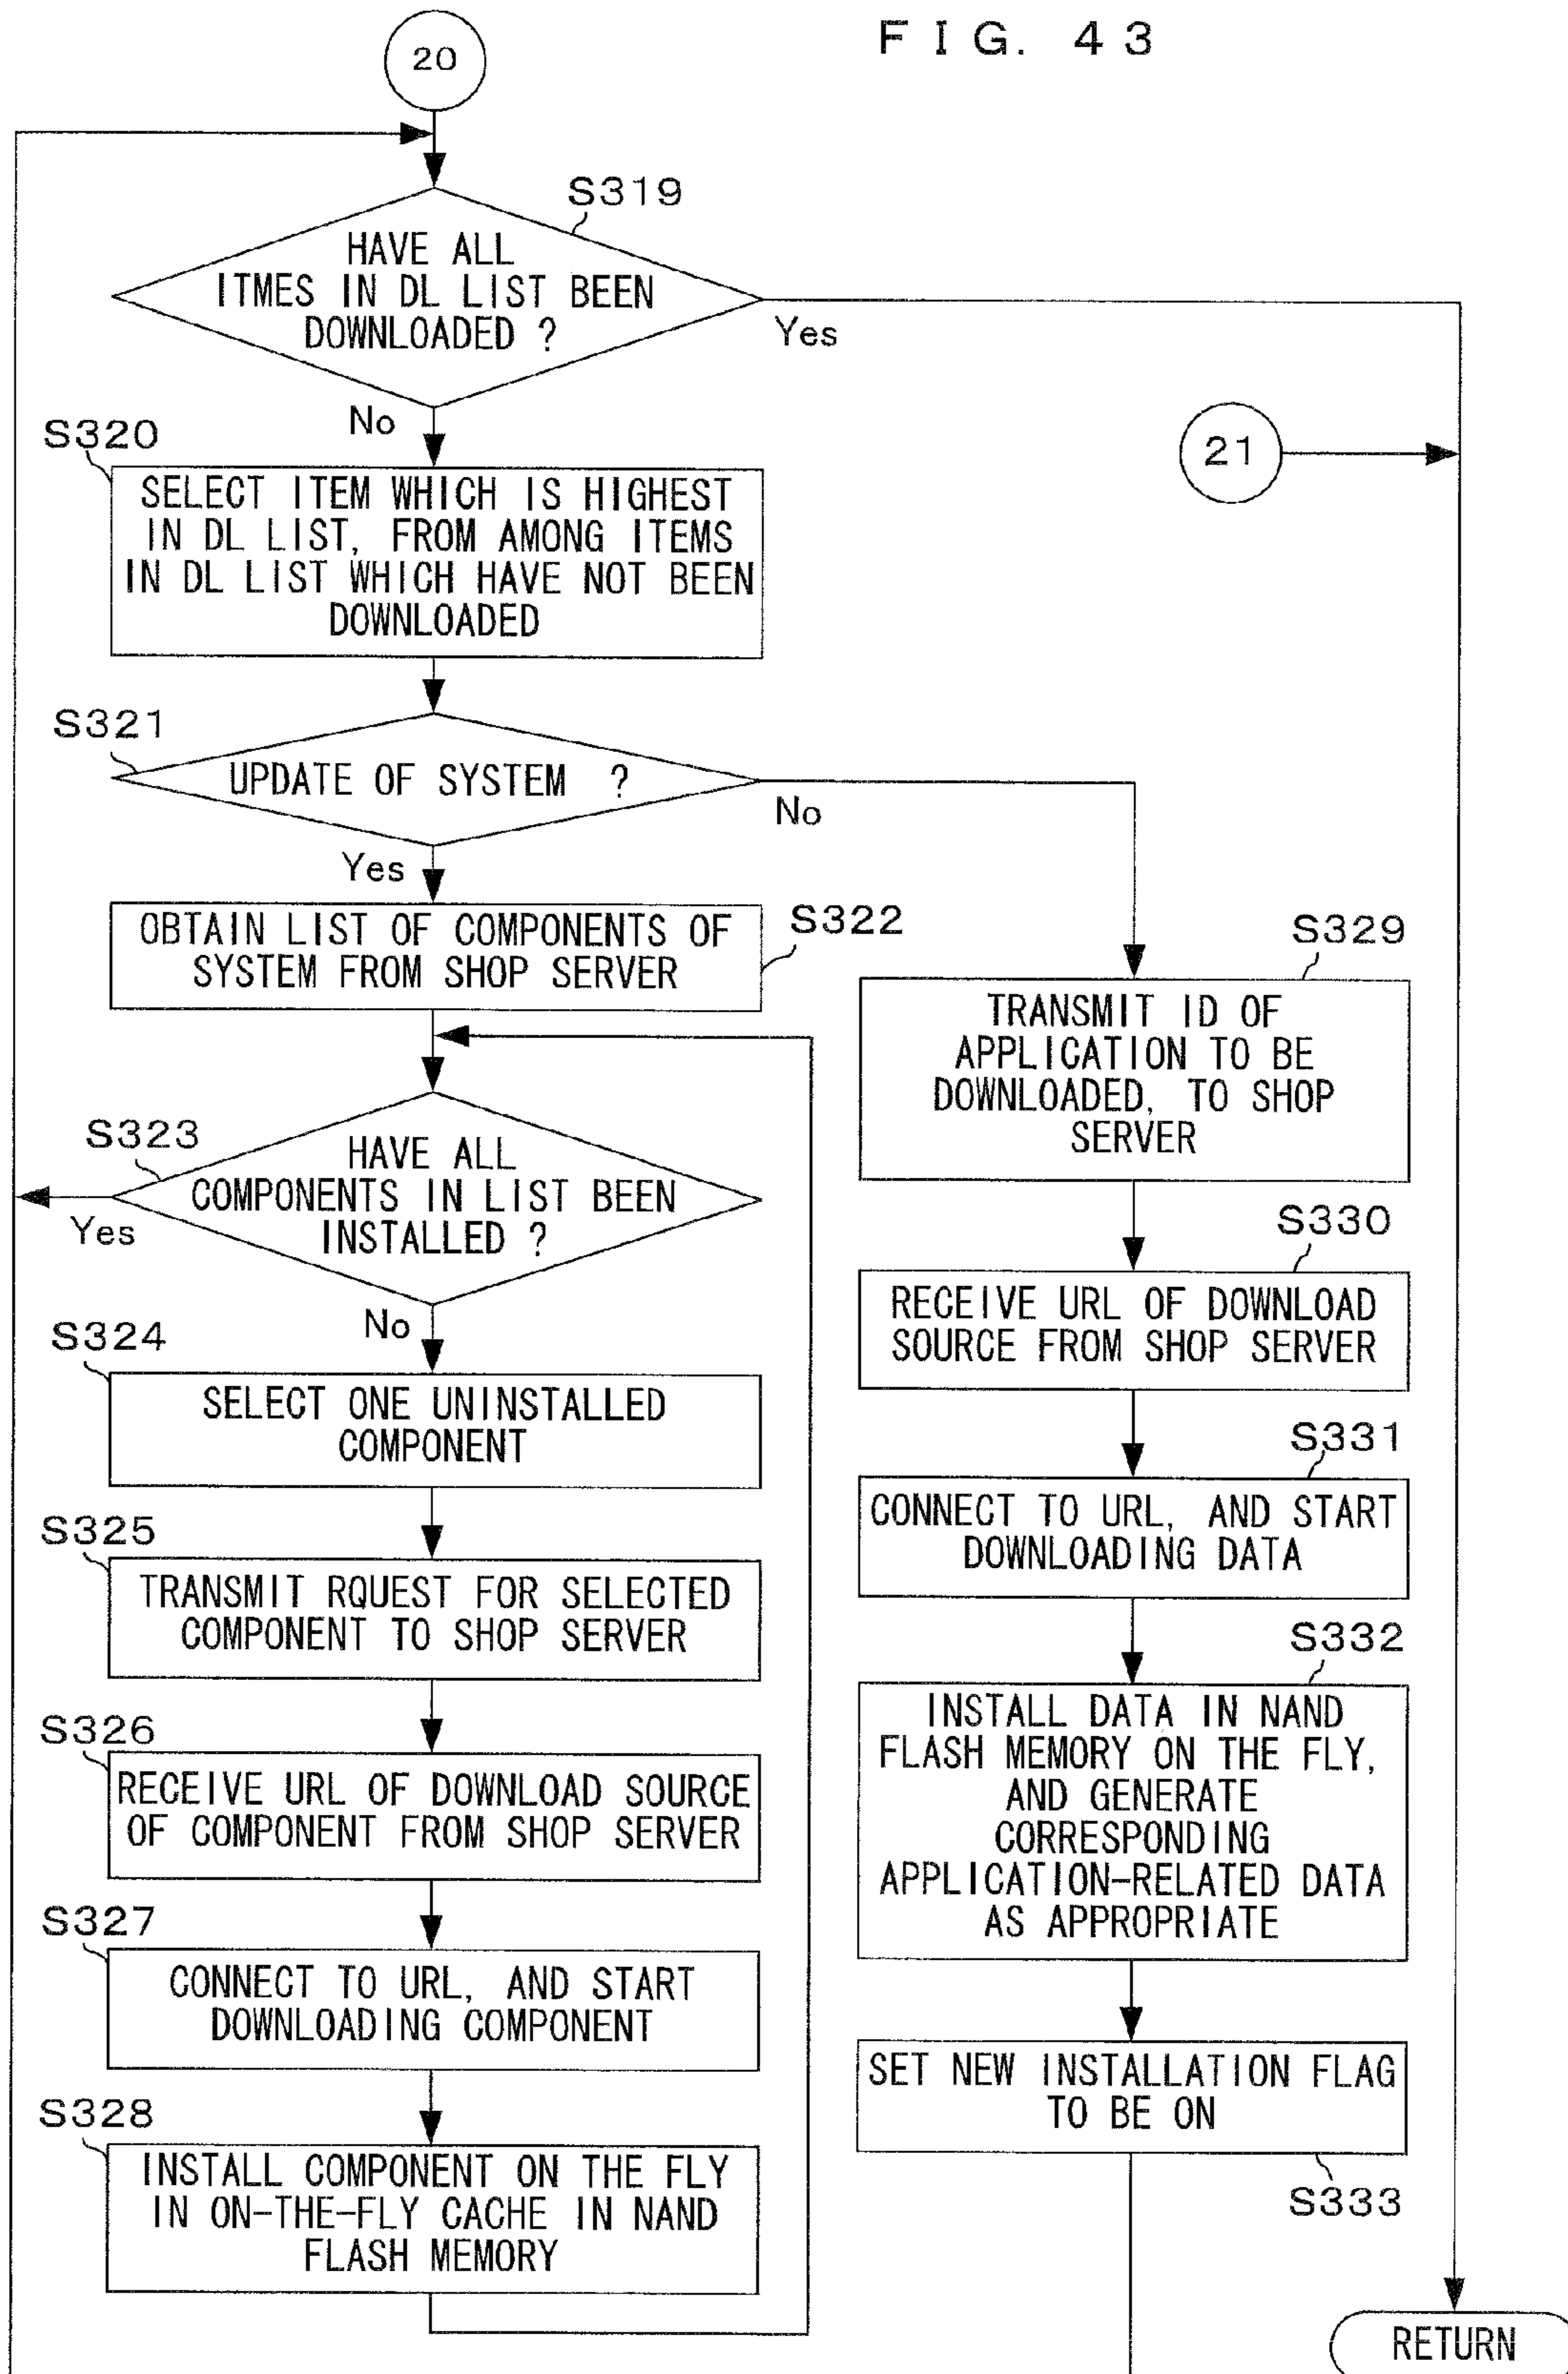 FIG. 43
20
S319
HAVE ALL
ITMES IN DL LIST BEEN
DOWNLOADED ?
Yes
No
21
S320
SELECT ITEM WHICH IS HIGHEST
IN DL LIST, FROM AMONG ITEMS
IN DL LIST WHICH HAVE NOT BEEN
DOWNLOADED
S321
UPDATE OF SYSTEM ?
No
Yes
S322
OBTAIN LIST OF COMPONENTS OF
SYSTEM FROM SHOP SERVER
S323
HAVE ALL
COMPONENTS IN LIST BEEN
INSTALLED ?
Yes
No
S324
SELECT ONE UNINSTALLED
COMPONENT
S325
TRANSMIT RQUEST FOR SELECTED
COMPONENT TO SHOP SERVER
S326
RECEIVE URL OF DOWNLOAD SOURCE
OF COMPONENT FROM SHOP SERVER
S327
CONNECT TO URL, AND START
DOWNLOADING COMPONENT
S328
INSTALL COMPONENT ON THE FLY
IN ON-THE-FLY CACHE IN NAND
FLASH MEMORY
S329
TRANSMIT ID OF
APPLICATION TO BE
DOWNLOADED, TO SHOP
SERVER
S330
RECEIVE URL OF DOWNLOAD
SOURCE FROM SHOP SERVER
S331
CONNECT TO URL, AND START
DOWNLOADING DATA
S332
INSTALL DATA IN NAND
FLASH MEMORY ON THE FLY,
AND GENERATE
CORRESPONDING
APPLICATION-RELATED DATA
AS APPROPRIATE
SET NEW INSTALLATION FLAG
TO BE ON
S333
RETURN